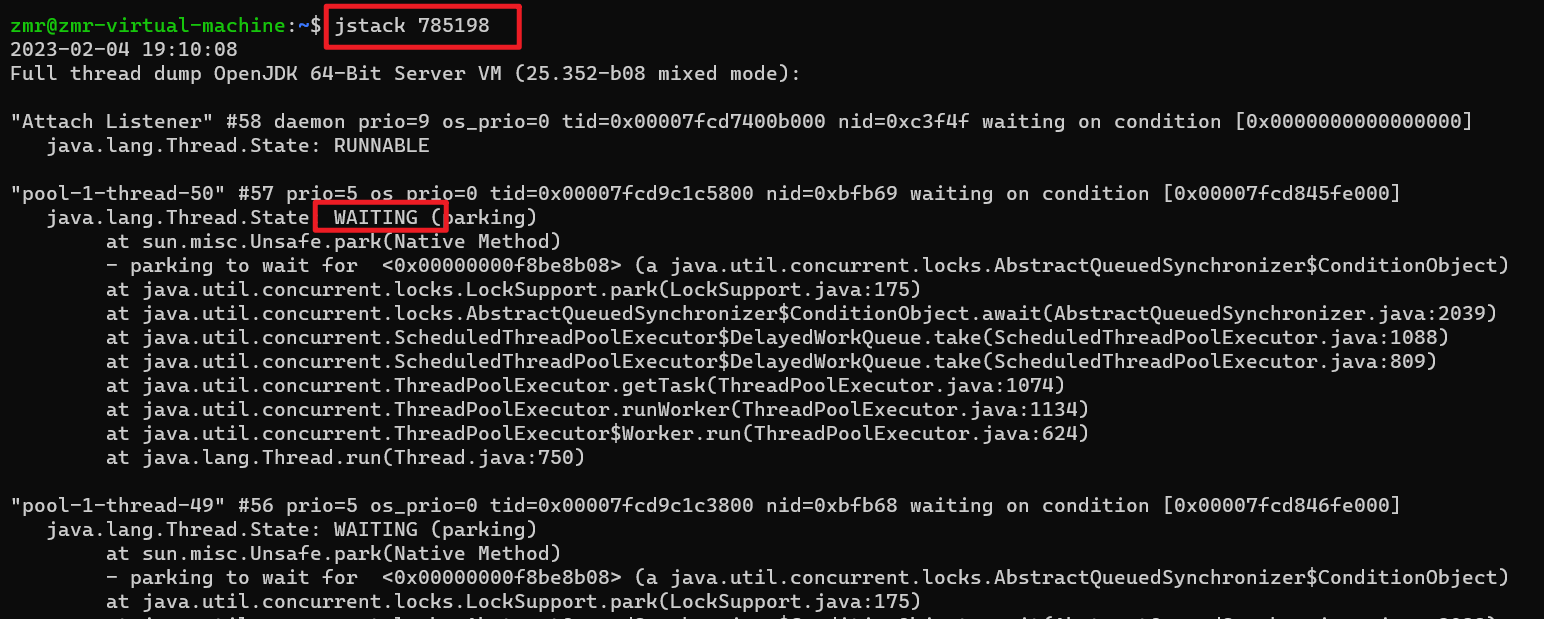 zmr@zmr-virtual-machine:~$ jstack 785198
2023-02-04 19:10:08
Full thread dump OpenJDK 64-Bit Server VM (25.352-b08 mixed mode):
"Attach Listener" #58 daemon prio=9 os_prio=0 tid=0x00007fcd7400b000 nid=0xc3f4f waiting on condition [0x0000000000000000]
java.lang.Thread.State: RUNNABLE
"pool-1-thread-50" #57 prio=5 os_prio=0 tid=0x00007fcd9c1c5800 nid=0xbfb69 waiting on condition [0x00007fcd845fe000]
java.lang.Thread.State: WAITING (parking)
at sun.misc.Unsafe.park(Native Method)
- parking to wait for  <0x00000000f8be8b08> (a java.util.concurrent.locks.AbstractQueuedSynchronizer$ConditionObject)
at java.util.concurrent.locks.LockSupport.park(LockSupport.java:175)
at java.util.concurrent.locks.AbstractQueuedSynchronizer$ConditionObject.await(AbstractQueuedSynchronizer.java:2039)
at java.util.concurrent.ScheduledThreadPoolExecutor$DelayedWorkQueue.take(ScheduledThreadPoolExecutor.java:1088)
at java.util.concurrent.ScheduledThreadPoolExecutor$DelayedWorkQueue.take(ScheduledThreadPoolExecutor.java:809)
at java.util.concurrent.ThreadPoolExecutor.getTask(ThreadPoolExecutor.java:1074)
at java.util.concurrent.ThreadPoolExecutor.runWorker(ThreadPoolExecutor.java:1134)
at java.util.concurrent.ThreadPoolExecutor$Worker.run(ThreadPoolExecutor.java:624)
at java.lang.Thread.run(Thread.java:750)
"pool-1-thread-49" #56 prio=5 os_prio=0 tid=0x00007fcd9c1c3800 nid=0xbfb68 waiting on condition [0x00007fcd846fe000]
java.lang.Thread.State: WAITING (parking)
at sun.misc.Unsafe.park(Native Method)
- parking to wait for  <0x00000000f8be8b08> (a java.util.concurrent.locks.AbstractQueuedSynchronizer$ConditionObject)
at java.util.concurrent.locks.LockSupport.park(LockSupport.java:175)